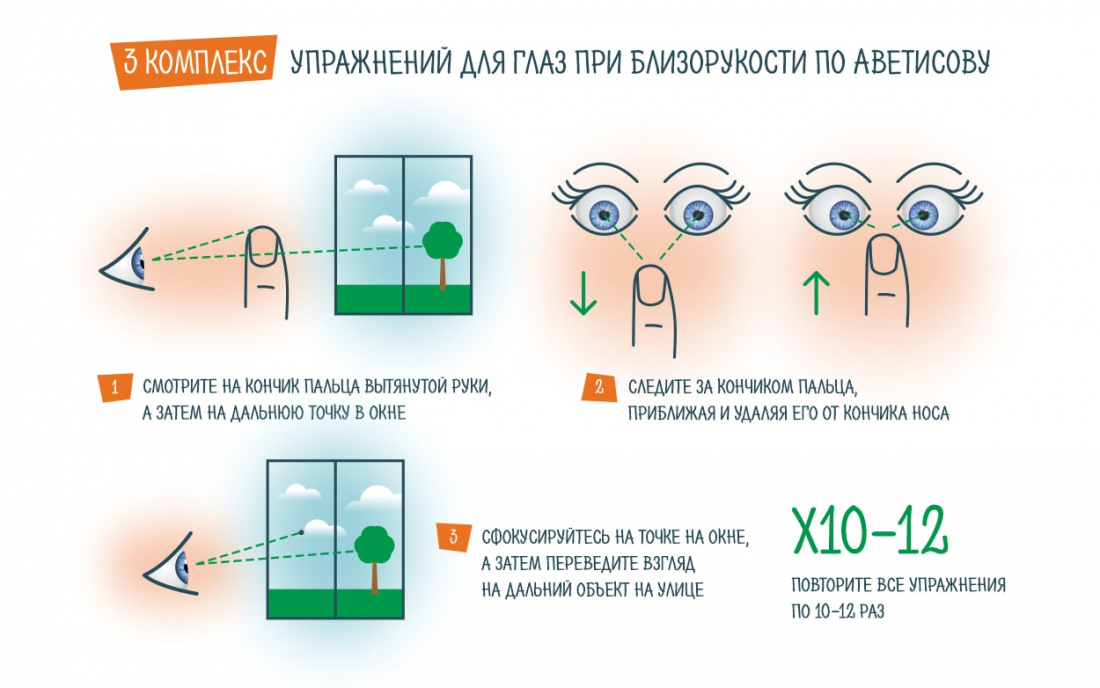 3 КОМПЛЕКС УПРАЖНЕНИЙ ДЛЯ ГЛАЗ ПРИ БЛИЗОРУКОСТИ ПО АВЕТИСОВУ
1 СМОТРИТЕ НА КОНЧИК ПАЛЬЦА ВЫТЯНУТОЙ РУКИ,
А ЗАТЕМ НА ДАЛЬНЮЮ ТОЧКУ В ОКНЕ
2 СЛЕДИТЕ ЗА КОНЧИКОМ ПАЛЬЦА,
ПРИБЛИЖАЯ И УДАЛЯЯ ЕГО ОТ КОНЧИКА НОСА
3 СФОКУСИРУЙТЕСЬ НА ТОЧКЕ НА ОКНЕ,
А ЗАТЕМ ПЕРЕВЕДИТЕ ВЗГЛЯД
НА ДАЛЬНИЙ ОБЪЕКТ НА УЛИЦЕ
Х10-12
ПОВТОРИТЕ ВСЕ УПРАЖНЕНИЯ
ПО 10-12 РАЗ